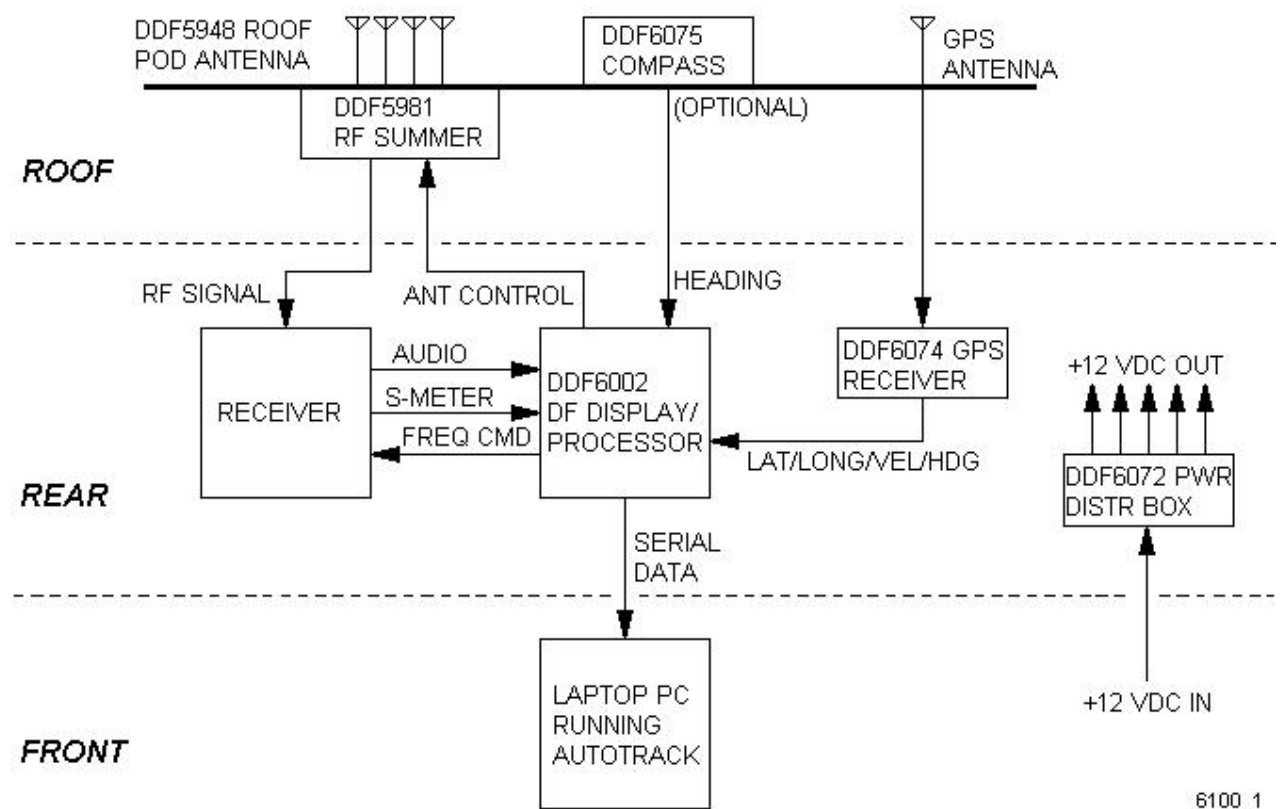 DDF5948 ROOF
POD ANTENNA
DDF6075
COMPASS
GPS
ANTENNA
DDF5981
RF SUMMER
(OPTIONAL)
ROOF
RF SIGNAL
ANT CONTROL
HEADING
RECEIVER
AUDIO
S-METER
FREQ CMD
DDF6002
DF DISPLAY/
PROCESSOR
DDF6074 GPS
RECEIVER
LAT/LONG/VEL/HDG
+12 VDC OUT
DDF6072 PWR
DISTR BOX
REAR
SERIAL
DATA
LAPTOP PC
RUNNING
AUTOTRACK
+12 VDC IN
FRONT
6100 1